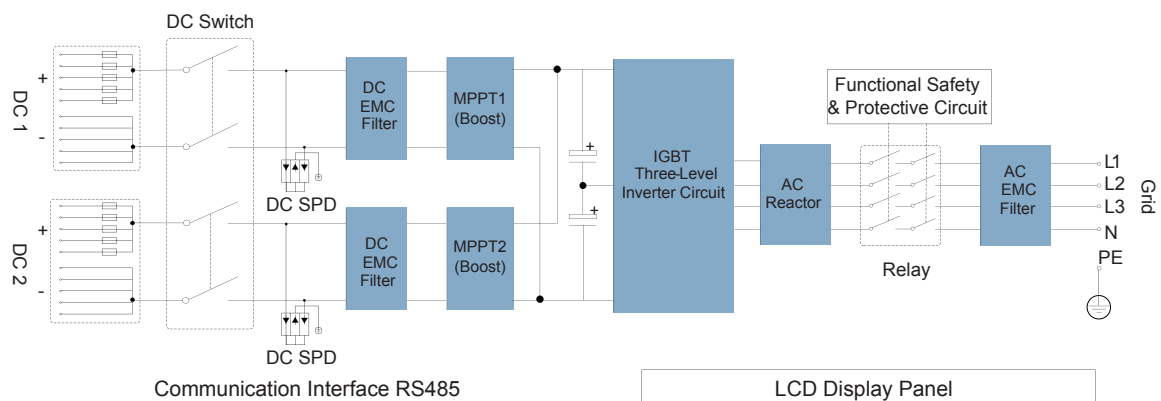 DC Switch
+
DC 1
-
DC
EMC
Filter
MPPT1
(Boost)
DC SPD
+
DC 2
-
DC
EMC
Filter
MPPT2
(Boost)
DC SPD
+
+
IGBT
Three-Level
Inverter Circuit
AC
Reactor
Functional Safety
& Protective Circuit
Relay
AC
EMC
Filter
L1
L2
L3
N
Grid
PE
Communication Interface RS485
LCD Display Panel